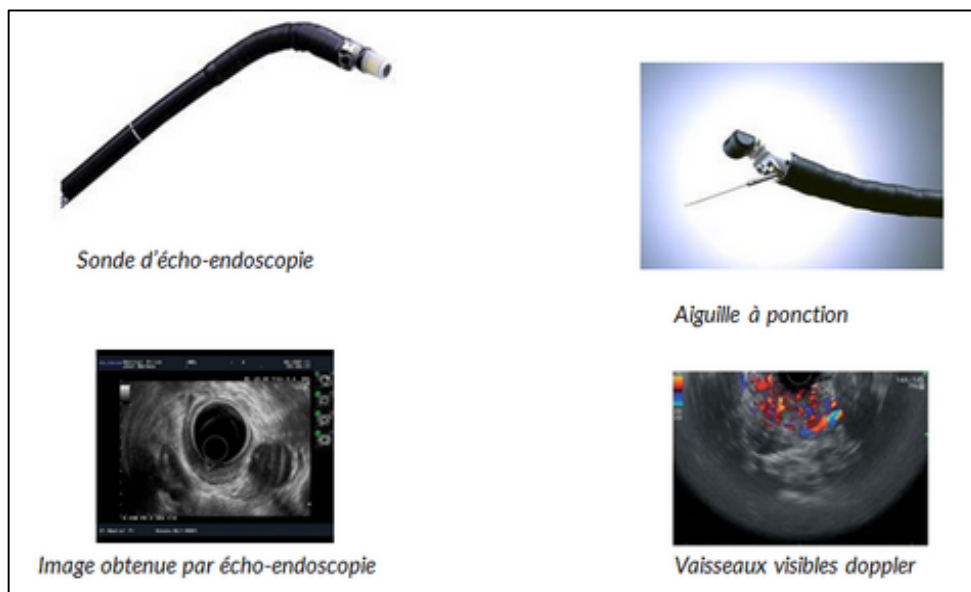 Sonde d'écho-endoscopie
Aiguille à ponction
Image obtenue par écho-endoscopie
Vaisseaux visibles doppler